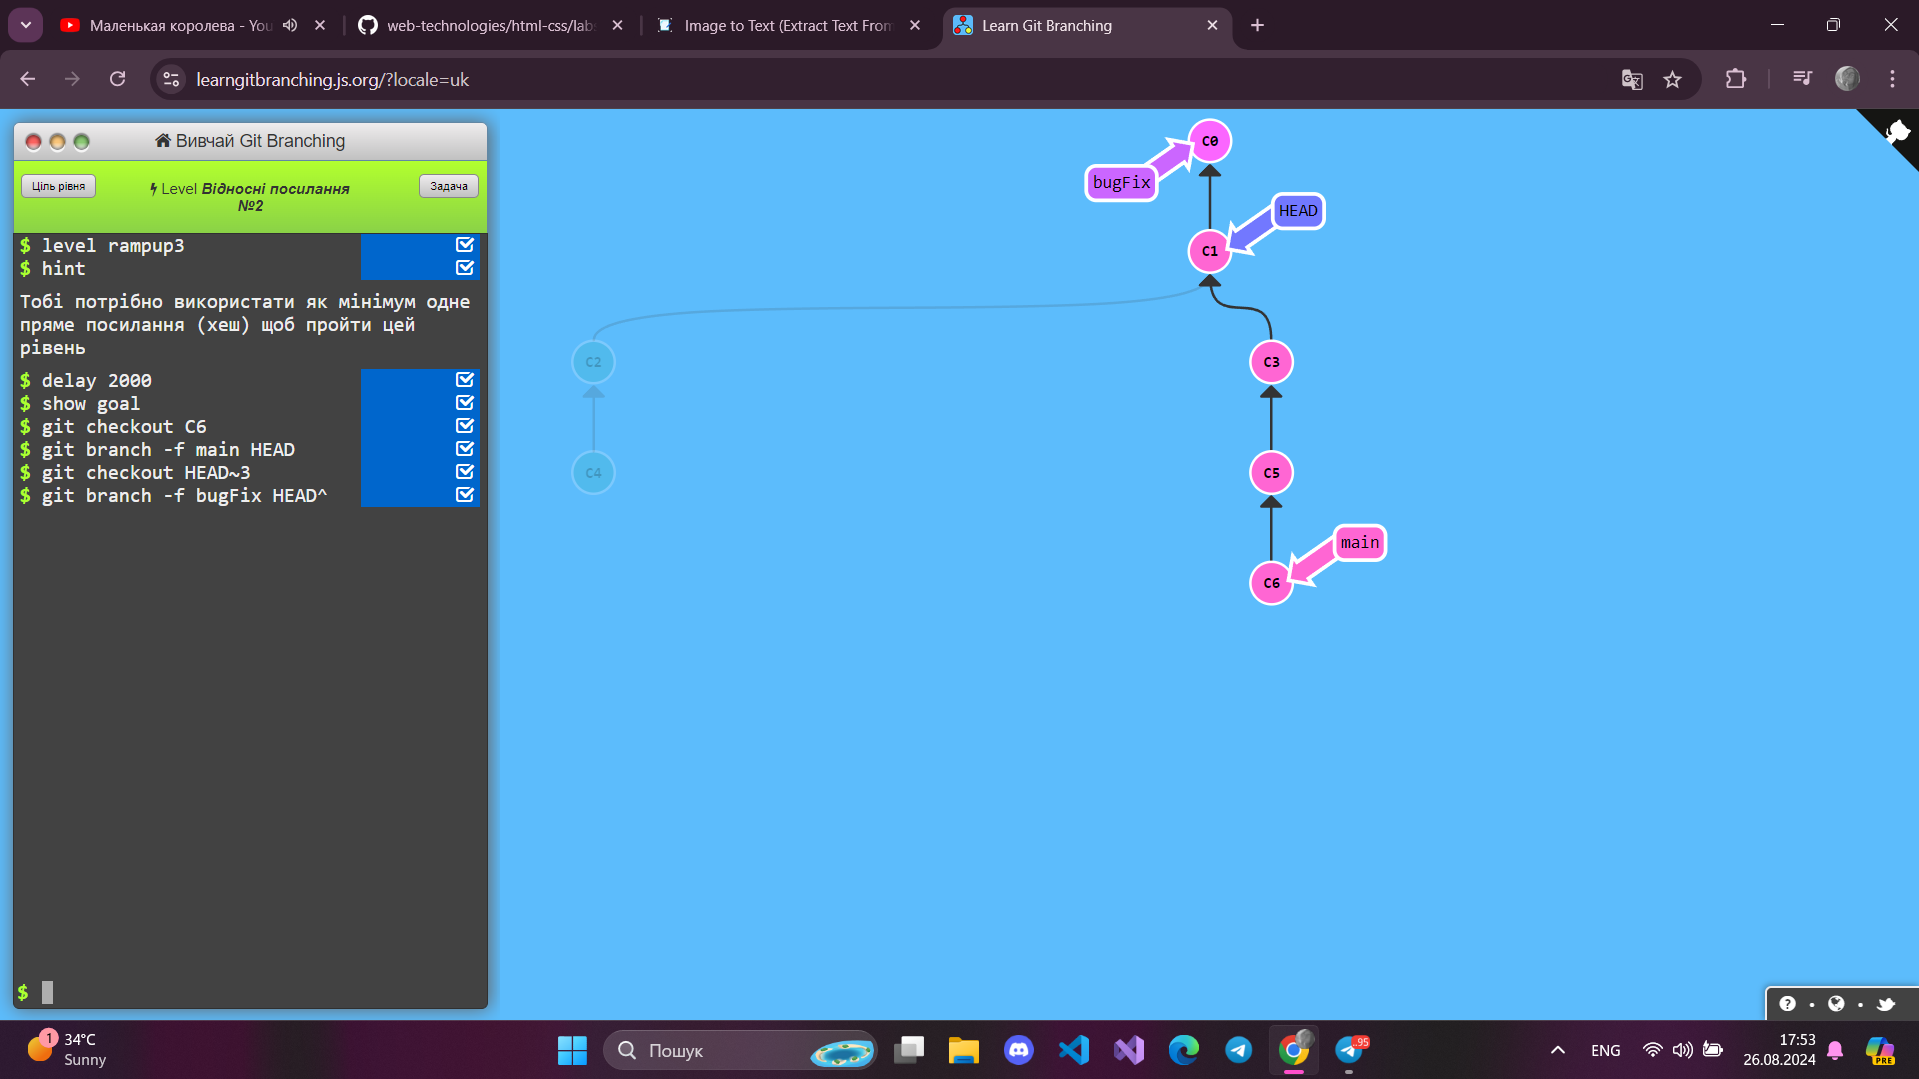 Маленькая королева - You
web-technologies/html-css/lab
Image to Text (Extract Text From
Learn Git Branching
learngitbranching.js.org/?locale=uk
Вивчай Git Branching
Ціль рівня
Level Відносні посилання
№2
Задача
$ level rampup3
$ hint
Тобі потрібно використати як мінімум одне
пряме посилання (хеш) щоб пройти цей
рівень
$ delay 2000
$ show goal
$ git checkout C6
$ git branch -f main HEAD
$ git checkout HEAD~3
$ git branch -f bugFix HEAD^
$
C0
bugFix
HEAD
C1
C2
C3
C4
C5
main
C6
?
1
34°C
Sunny
Пошук
95
ENG
17:53
26.08.2024
PRE